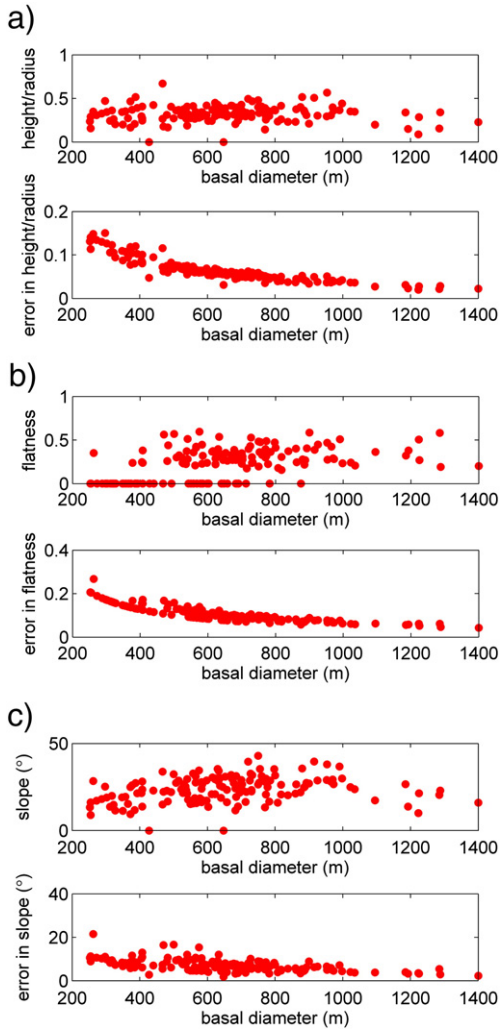 a)
1
0.5
0
height/radius
200 400 600 800 1000 1200 1400
basal diameter (m)
0.2
0.1
0
error in height/radius
200 400 600 800 1000 1200 1400
basal diameter (m)
b)
1
0.5
0
flatness
200 400 600 800 1000 1200 1400
basal diameter (m)
0.4
0.2
0
error in flatness
200 400 600 800 1000 1200 1400
basal diameter (m)
c)
50
0
slope (°)
200 400 600 800 1000 1200 1400
basal diameter (m)
40
20
0
error in slope (°)
200 400 600 800 1000 1200 1400
basal diameter (m)